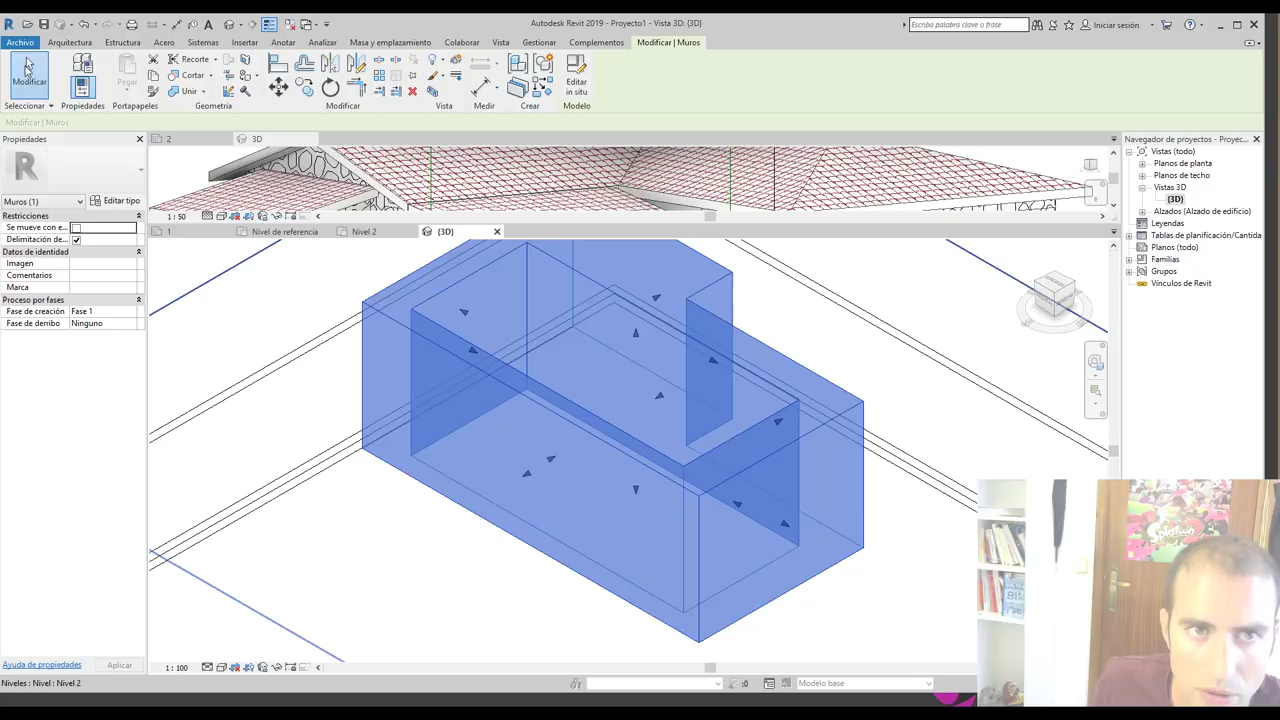 Autodesk Revit 2019 - Proyecto1 - Vista 3D: {3D}
Escriba palabra clave o frase
Iniciar sesión
Archivo Arquitectura Estructura Acero Sistemas Insertar Anotar Analizar Masa y emplazamiento Colaborar Vista Gestionar Complementos Modificar | Muros
Modificar
Pegar
Recorte
Cortar
Unir
Editar
in situ
Seleccionar Propiedades Portapapeles Geometría Modificar Vista Medir Crear Modelo
Modificar | Muros
Propiedades
2
3D
Navegador de proyectos - Proyec...
R
Muros (1)
Editar tipo
Restricciones
Se mueve con e...
Delimitación de...
Datos de identidad
Imagen
Comentarios
Marca
Proceso por fases
Fase de creación Fase 1
Fase de derribo Ninguno
1 : 50
1
Nivel de referencia
Nivel 2
{3D}
Vistas (todo)
Planos de planta
Planos de techo
Vistas 3D
{3D}
Alzados (Alzado de edificio)
Leyendas
Tablas de planificación/Cantida
Planos (todo)
Familias
Grupos
Vínculos de Revit
Splatoon
BIM
Ayuda de propiedades
Aplicar
1 : 100
Niveles : Nivel : Nivel 2
:0
Modelo base